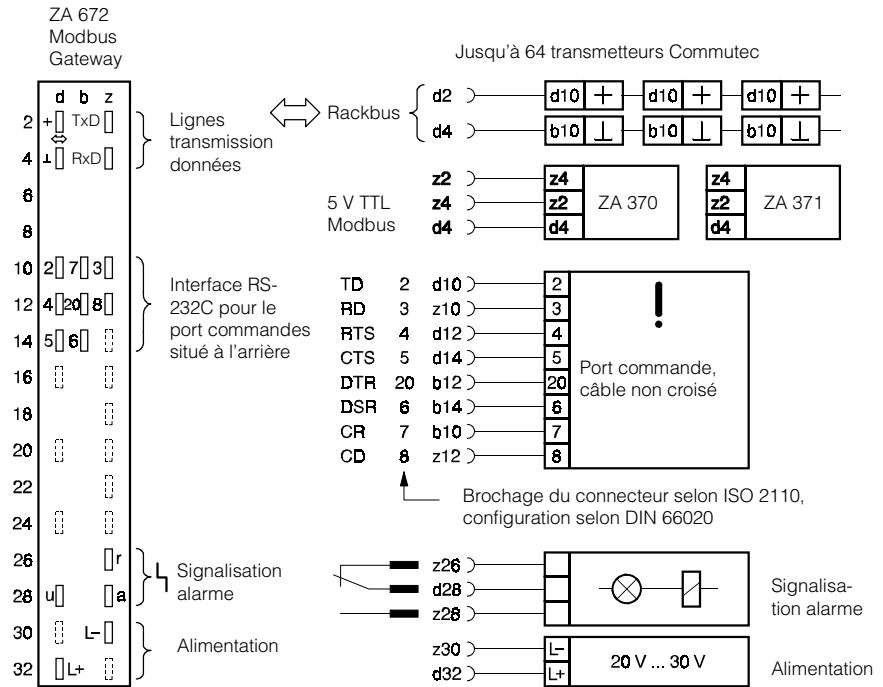 ZA 672
Modbus
Gateway
d b z
2 + TxD
4 ⊥ RxD
6
8
10 2 7 3
12 4 20 8
14 5 6
16
18
20
22
24
26 r
28 u a
30 L–
32 L+
Lignes
transmission
données
Interface RS-
232C pour le
port commandes
situé à l'arrière
Signalisation
alarme
Alimentation
Jusqu'à 64 transmetteurs Commutec
Rackbus
d2 d10 + d10 + d10 +
d4 b10 ⊥ b10 ⊥ b10 ⊥
5 V TTL
Modbus
z2 z4
z4 z2
d4 d4
ZA 370
z4
z2
d4
ZA 371
TD 2 d10 2
RD 3 z10 3
RTS 4 d12 4
CTS 5 d14 5
DTR 20 b12 20
DSR 6 b14 6
CR 7 b10 7
CD 8 z12 8
!
Port commande,
câble non croisé
Brochage du connecteur selon ISO 2110,
configuration selon DIN 66020
z26
d28
z28
Signalisa-
tion alarme
z30 L–
d32 L+
20 V ... 30 V
Alimentation